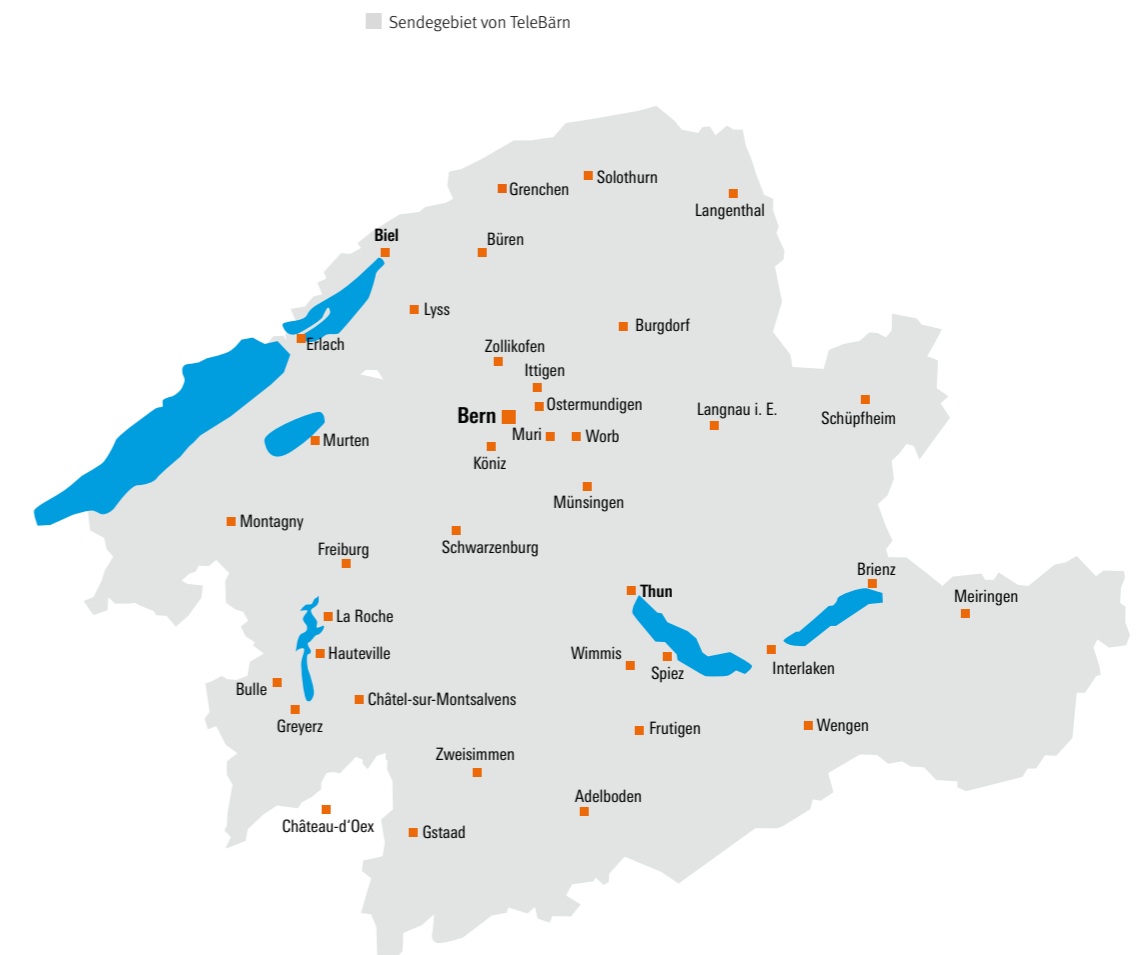 Sendegebiet von TeleBärn
Solothurn
Grenchen
Langenthal
Biel
Büren
Lyss
Burgdorf
Erlach
Zollikofen
Ittigen
Ostermundigen
Bern
Langnau i. E.
Schüpfheim
Muri
Worb
Murten
Köniz
Münsingen
Montagny
Schwarzenburg
Freiburg
Brienz
Thun
Meiringen
La Roche
Hauteville
Wimmis
Spiez
Interlaken
Bulle
Châtel-sur-Montsalvens
Greyerz
Frutigen
Wengen
Zweisimmen
Adelboden
Château-d'Oex
Gstaad